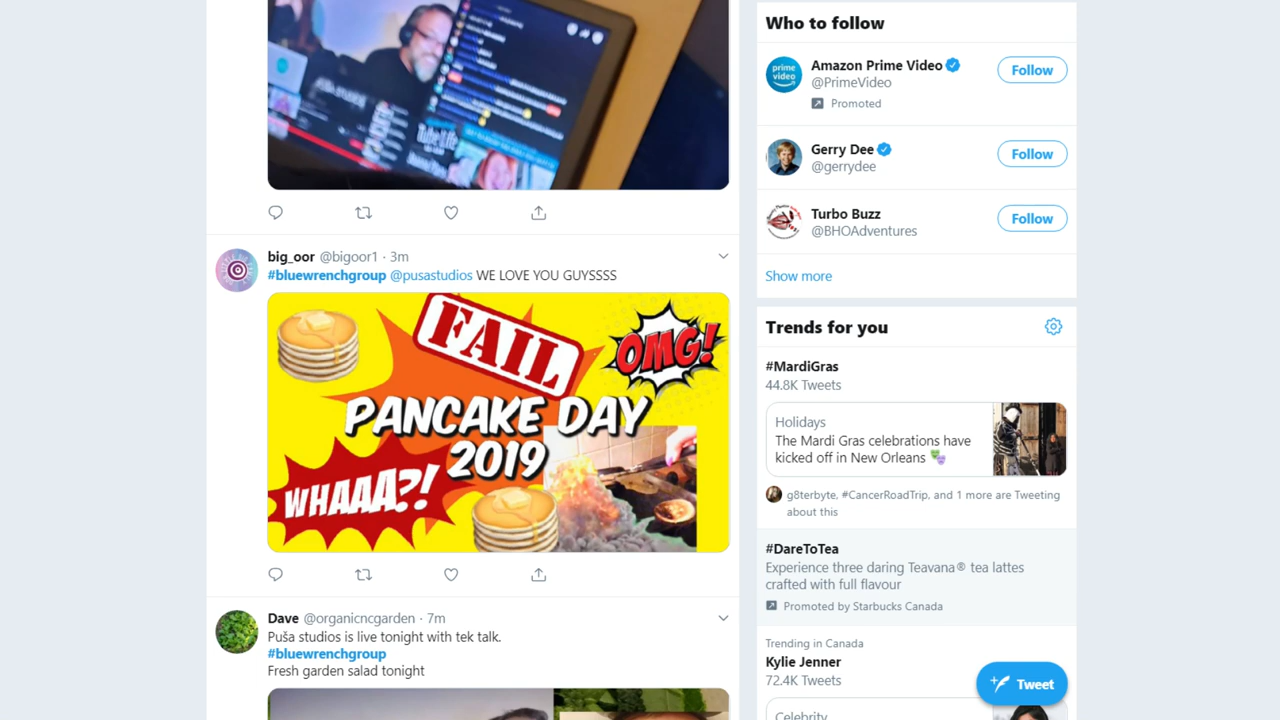 big_oor @bigoor1 · 3m
#bluewrenchgroup @pusastudios WE LOVE YOU GUYSSSS
FAIL
OMG!
PANCAKE DAY
2019
WHAAA?!
Dave @organicncgarden · 7m
Puša studios is live tonight with tek talk.
#bluewrenchgroup
Fresh garden salad tonight
Who to follow
prime
video
Amazon Prime Video
@PrimeVideo
Promoted
Follow
Gerry Dee
@gerrydee
Follow
Turbo Buzz
@BHOAdventures
Follow
Show more
Trends for you
#MardiGras
44.8K Tweets
Holidays
The Mardi Gras celebrations have
kicked off in New Orleans
g8terbyte, #CancerRoadTrip, and 1 more are Tweeting
about this
#DareToTea
Experience three daring Teavana® tea lattes
crafted with full flavour
Promoted by Starbucks Canada
Trending in Canada
Kylie Jenner
72.4K Tweets
Celebrity
Tweet